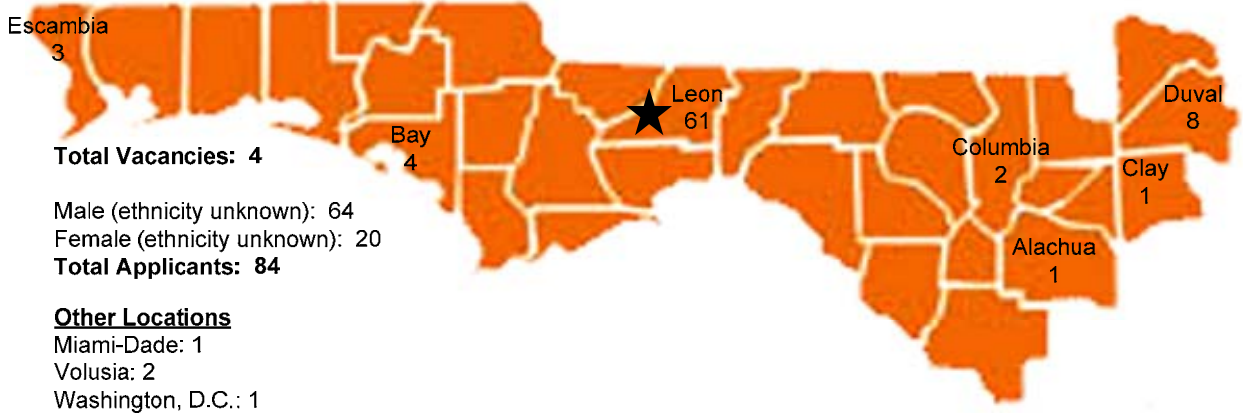 Escambia
3
Leon
61
Duval
8
Bay
4
Columbia
2
Clay
1
Alachua
1
Total Vacancies: 4
Male (ethnicity unknown): 64
Female (ethnicity unknown): 20
Total Applicants: 84
Other Locations
Miami-Dade: 1
Volusia: 2
Washington, D.C.: 1